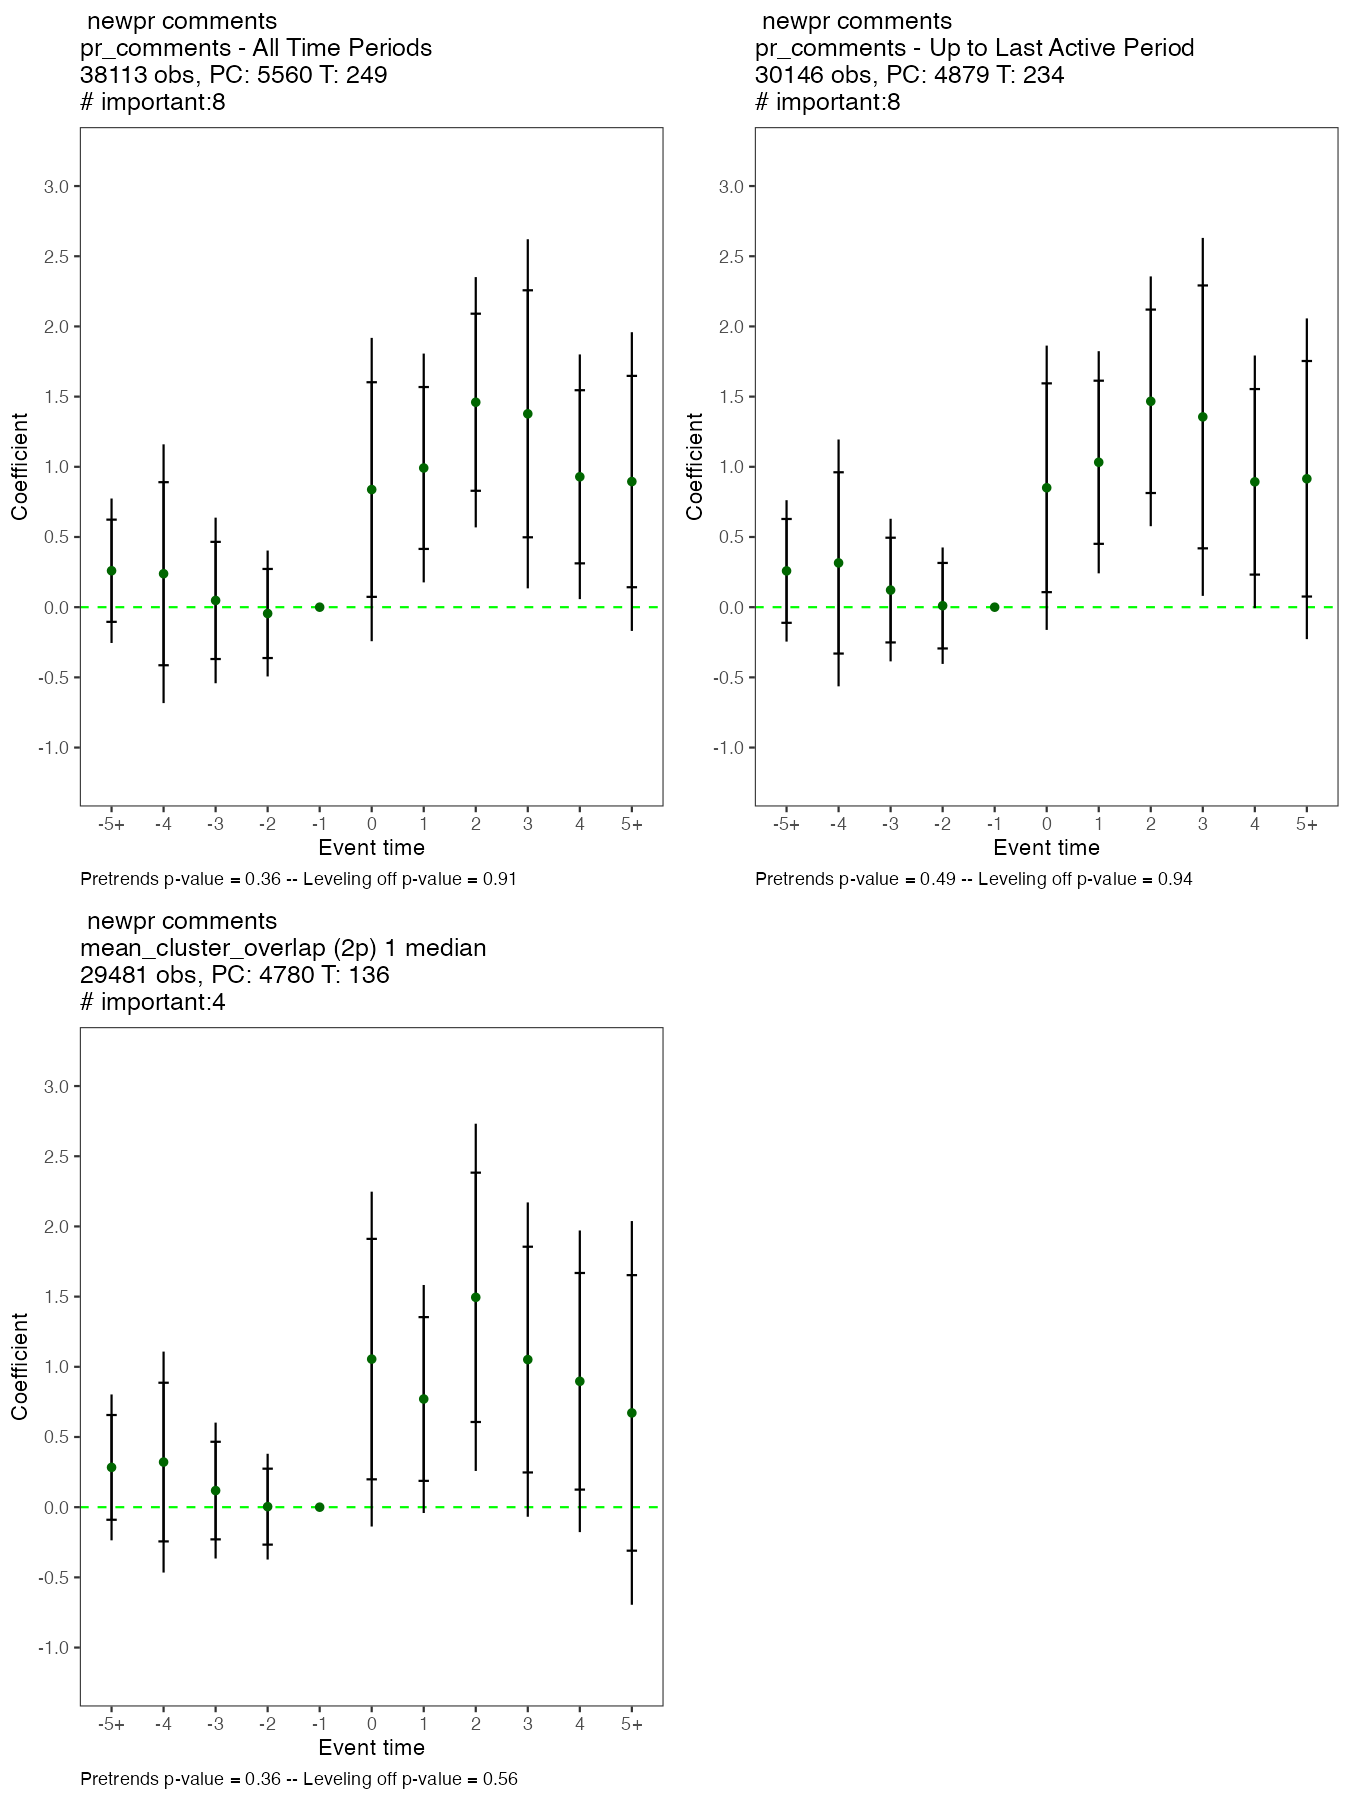 newpr comments
pr_comments - All Time Periods
38113 obs, PC: 5560 T: 249
# important:8
3.0
2.5
2.0
1.5
1.0
0.5
0.0
-0.5
-1.0
Coefficient
-5+ -4 -3 -2 -1 0 1 2 3 4 5+
Event time
Pretrends p-value = 0.36 -- Leveling off p-value = 0.91
newpr comments
pr_comments - Up to Last Active Period
30146 obs, PC: 4879 T: 234
# important:8
3.0
2.5
2.0
1.5
1.0
0.5
0.0
-0.5
-1.0
Coefficient
-5+ -4 -3 -2 -1 0 1 2 3 4 5+
Event time
Pretrends p-value = 0.49 -- Leveling off p-value = 0.94
newpr comments
mean_cluster_overlap (2p) 1 median
29481 obs, PC: 4780 T: 136
# important:4
3.0
2.5
2.0
1.5
1.0
0.5
0.0
-0.5
-1.0
Coefficient
-5+ -4 -3 -2 -1 0 1 2 3 4 5+
Event time
Pretrends p-value = 0.36 -- Leveling off p-value = 0.56